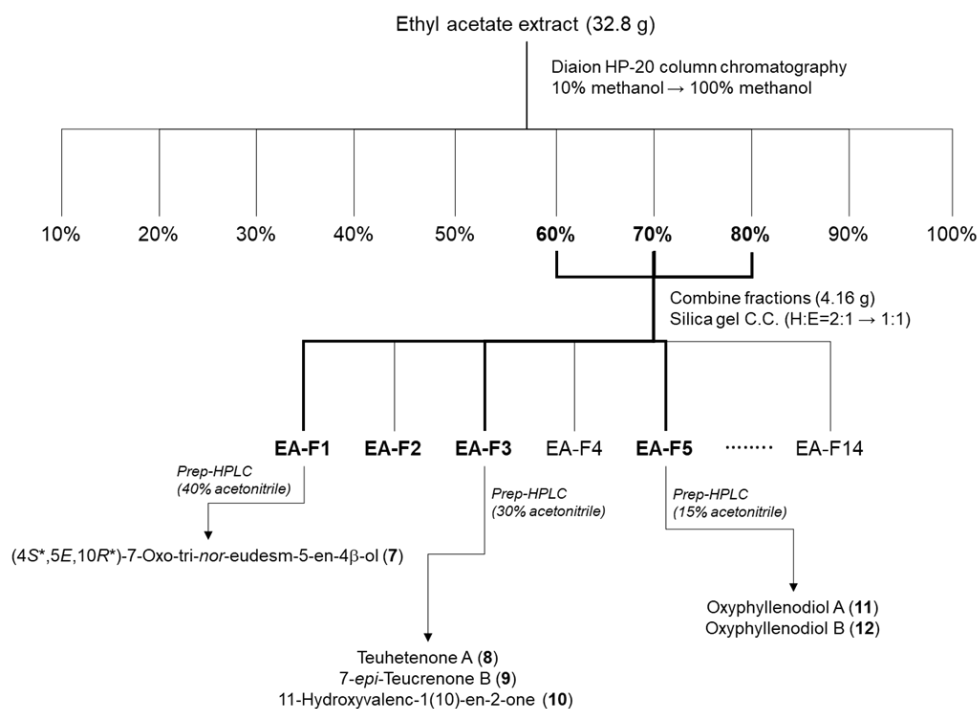 Ethyl acetate extract (32.8 g)
Diaion HP-20 column chromatography
10% methanol → 100% methanol
10% 20% 30% 40% 50% 60% 70% 80% 90% 100%
Combine fractions (4.16 g)
Silica gel C.C. (H:E=2:1 → 1:1)
EA-F1 EA-F2 EA-F3 EA-F4 EA-F5 ........ EA-F14
Prep-HPLC
(40% acetonitrile)
Prep-HPLC
(30% acetonitrile)
Prep-HPLC
(15% acetonitrile)
(4S*,5E,10R*)-7-Oxo-tri-nor-eudesm-5-en-4β-ol (7)
Oxyphyllenodiol A (11)
Oxyphyllenodiol B (12)
Teuhetenone A (8)
7-epi-Teucrenone B (9)
11-Hydroxyvalenc-1(10)-en-2-one (10)